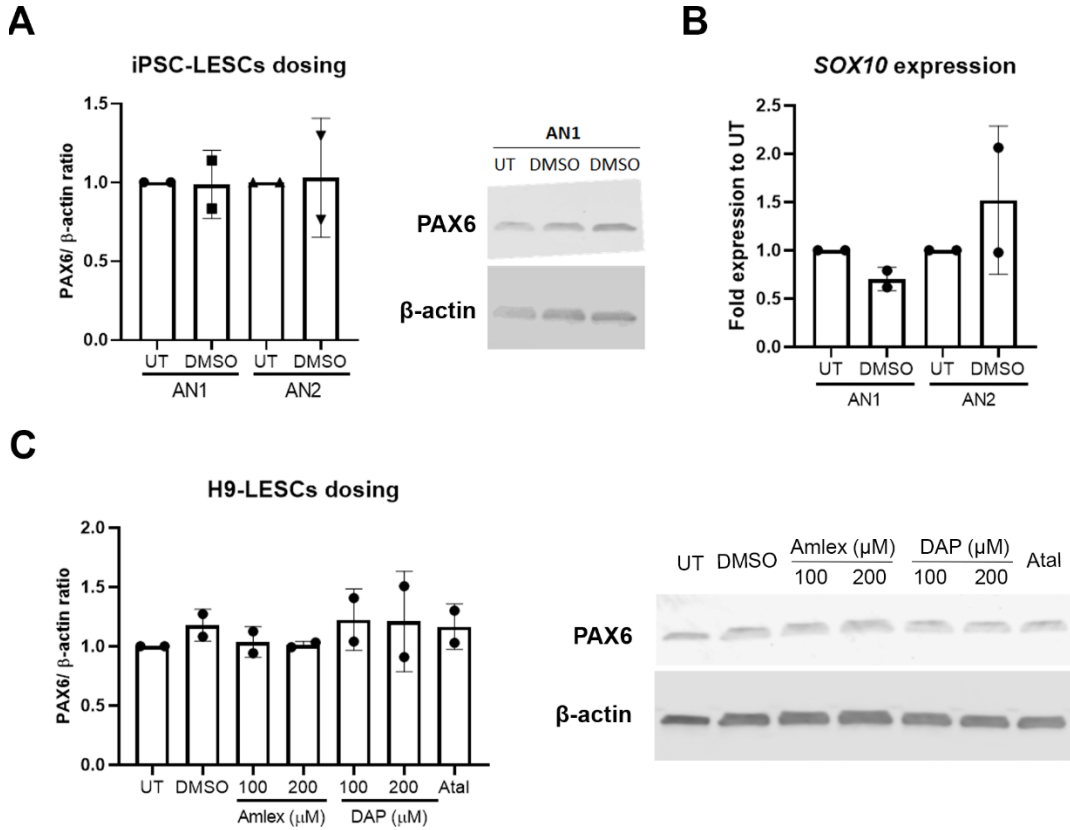 A
iPSC-LESCs dosing
PAX6/ β-actin ratio
1.5
1.0
0.5
0.0
UT DMSO UT DMSO
AN1 AN2
AN1
UT DMSO DMSO
PAX6
β-actin
B
SOX10 expression
Fold expression to UT
2.5
2.0
1.5
1.0
0.5
0.0
UT DMSO UT DMSO
AN1 AN2
C
H9-LESCs dosing
PAX6/ β-actin ratio
2.0
1.5
1.0
0.5
0.0
UT DMSO 100 200 100 200 Atal
Amlex (μM) DAP (μM)
UT DMSO Amlex (μM) DAP (μM) Atal
100 200 100 200
PAX6
β-actin